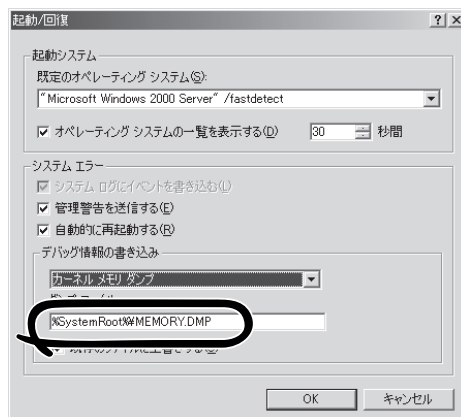 起動/回復
起動システム
既定のオペレーティング システム(S):
"Microsoft Windows 2000 Server" /fastdetect
オペレーティング システムの一覧を表示する(D) 30 秒間
システム エラー
システム ログにイベントを書き込む(L)
管理警告を送信する(E)
自動的に再起動する(R)
デバッグ情報の書き込み
カーネル メモリ ダンプ
%SystemRoot%¥MEMORY.DMP
OK キャンセル